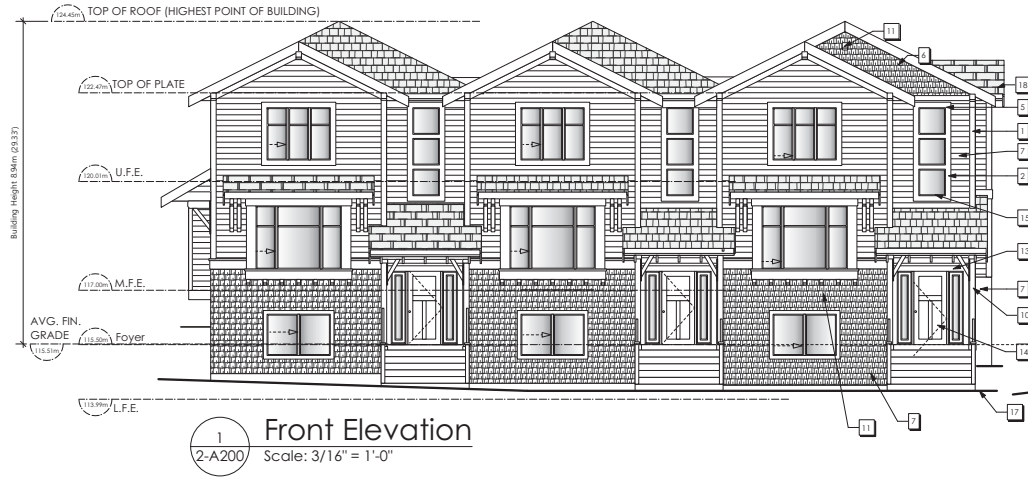 124.45m TOP OF ROOF (HIGHEST POINT OF BUILDING)
11
6
122.47m TOP OF PLATE
18
5
1
7
Building Height 8.94m (29.33')
120.01m U.F.E.
2
15
13
117.00m M.F.E.
7
10
AVG. FIN.
GRADE
115.50m Foyer
115.51m
14
113.99m L.F.E.
17
11
7
1
2-A200
Front Elevation
Scale: 3/16" = 1'-0"